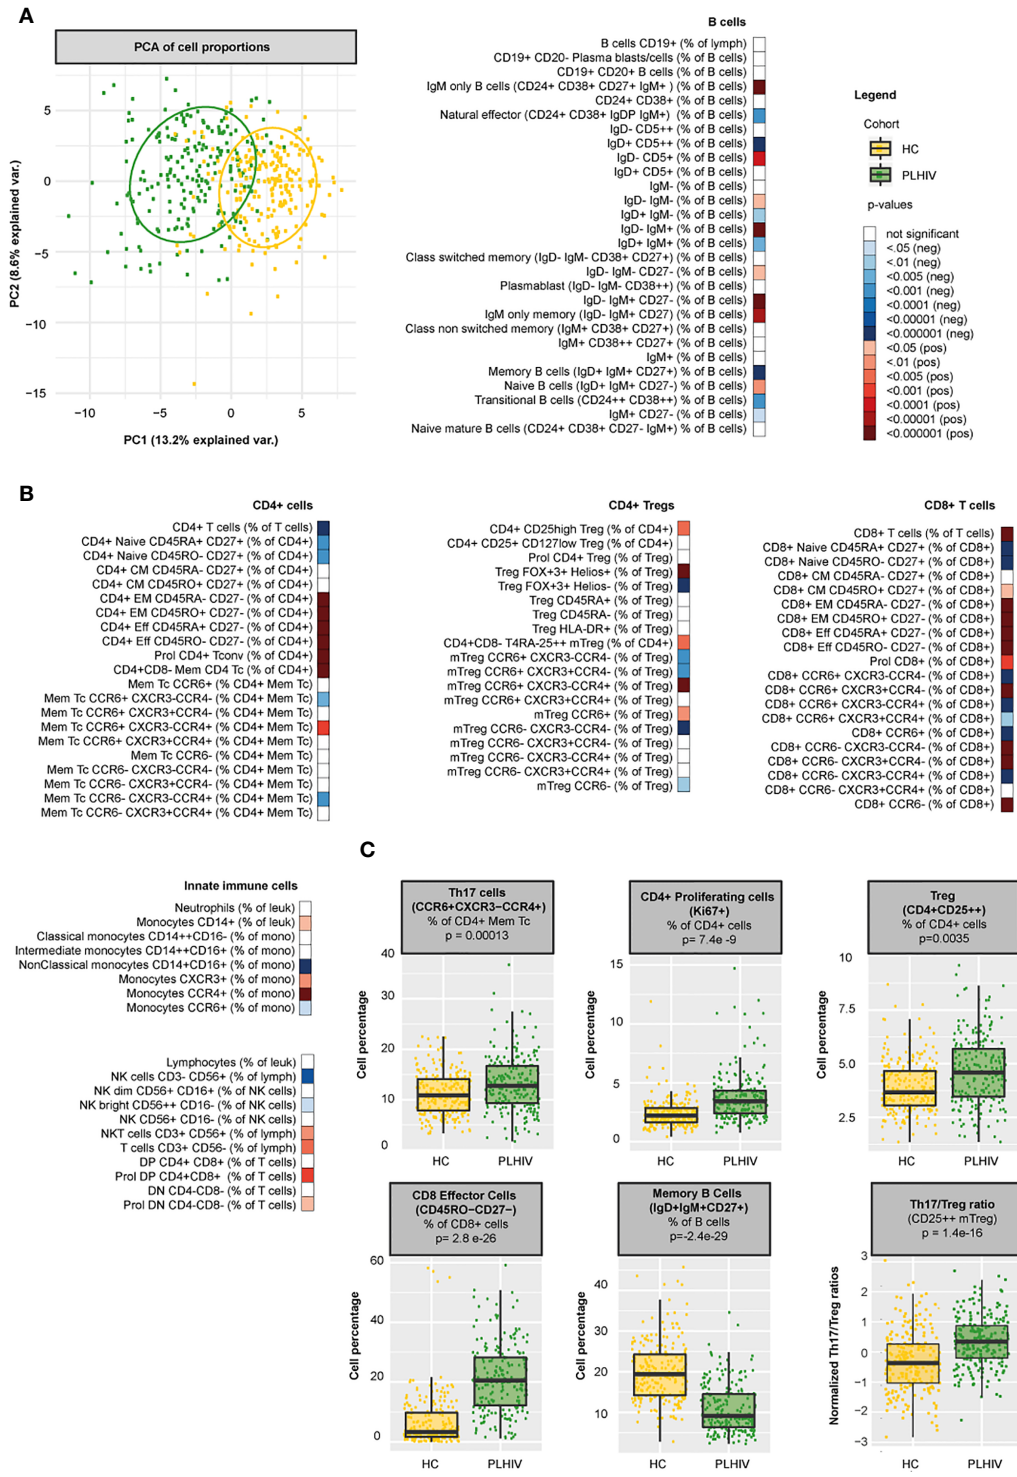 A
PCA of cell proportions
PC2 (8.6% explained var.)
5
0
−5
−10
−15
−10
−5
0
5
PC1 (13.2% explained var.)
B cells
B cells CD19+ (% of lymph)
CD19+ CD20- Plasma blasts/cells (% of B cells)
CD19+ CD20+ B cells (% of B cells)
IgM only B cells (CD24+ CD38+ CD27+ IgM+ ) (% of B cells)
CD24+ CD38+ (% of B cells)
Natural effector (CD24+ CD38+ IgDP IgM+) (% of B cells)
IgD- CD5++ (% of B cells)
IgD+ CD5++ (% of B cells)
IgD- CD5+ (% of B cells)
IgD+ CD5+ (% of B cells)
IgM- (% of B cells)
IgD- IgM- (% of B cells)
IgD+ IgM- (% of B cells)
IgD- IgM+ (% of B cells)
IgD+ IgM+ (% of B cells)
Class switched memory (IgD- IgM- CD38+ CD27+) (% of B cells)
IgD- IgM- CD27- (% of B cells)
Plasmablast (IgD- IgM- CD38++) (% of B cells)
IgD- IgM+ CD27- (% of B cells)
IgM only memory (IgD- IgM+ CD27+) (% of B cells)
Class non switched memory (IgM+ CD38+ CD27+) (% of B cells)
IgM+ CD38++ CD27+ (% of B cells)
IgM+ (% of B cells)
Memory B cells (IgD+ IgM+ CD27+) (% of B cells)
Naive B cells (IgD+ IgM+ CD27-) (% of B cells)
Transitional B cells (CD24++ CD38++) (% of B cells)
IgM+ CD27- (% of B cells)
Naive mature B cells (CD24+ CD38+ CD27- IgM+) % of B cells)
Legend
Cohort
HC
PLHIV
p-values
not significant
<.05 (neg)
<.01 (neg)
<0.005 (neg)
<0.001 (neg)
<0.0001 (neg)
<0.00001 (neg)
<0.000001 (neg)
<0.05 (pos)
<.01 (pos)
<0.005 (pos)
<0.001 (pos)
<0.0001 (pos)
<0.00001 (pos)
<0.000001 (pos)
B
CD4+ cells
CD4+ T cells (% of T cells)
CD4+ Naive CD45RA+ CD27+ (% of CD4+)
CD4+ Naive CD45RO- CD27+ (% of CD4+)
CD4+ CM CD45RA- CD27+ (% of CD4+)
CD4+ CM CD45RO+ CD27+ (% of CD4+)
CD4+ EM CD45RA- CD27- (% of CD4+)
CD4+ EM CD45RO+ CD27- (% of CD4+)
CD4+ Eff CD45RA+ CD27- (% of CD4+)
CD4+ Eff CD45RO- CD27- (% of CD4+)
Prol CD4+ Tconv (% of CD4+)
CD4+CD8- Mem CD4 Tc (% of CD4+)
Mem Tc CCR6+ (% CD4+ Mem Tc)
Mem Tc CCR6+ CXCR3-CCR4- (% CD4+ Mem Tc)
Mem Tc CCR6+ CXCR3+CCR4- (% CD4+ Mem Tc)
Mem Tc CCR6+ CXCR3-CCR4+ (% CD4+ Mem Tc)
Mem Tc CCR6+ CXCR3+CCR4+ (% CD4+ Mem Tc)
Mem Tc CCR6- (% CD4+ Mem Tc)
Mem Tc CCR6- CXCR3-CCR4- (% CD4+ Mem Tc)
Mem Tc CCR6- CXCR3+CCR4- (% CD4+ Mem Tc)
Mem Tc CCR6- CXCR3-CCR4+ (% CD4+ Mem Tc)
Mem Tc CCR6- CXCR3+CCR4+ (% CD4+ Mem Tc)
CD4+ Tregs
CD4+ CD25high Treg (% of CD4+)
CD4+ CD25+ CD127low Treg (% of CD4+)
Prol CD4+ Treg (% of Treg)
Treg FOX+3+ Helios+ (% of Treg)
Treg FOX+3+ Helios- (% of Treg)
Treg CD45RA+ (% of Treg)
Treg CD45RA- (% of Treg)
Treg HLA-DR+ (% of Treg)
CD4+CD8- T4RA-25++ mTreg (% of CD4+)
mTreg CCR6+ CXCR3-CCR4- (% of Treg)
mTreg CCR6+ CXCR3+CCR4- (% of Treg)
mTreg CCR6+ CXCR3-CCR4+ (% of Treg)
mTreg CCR6+ CXCR3+CCR4+ (% of Treg)
mTreg CCR6+ (% of Treg)
mTreg CCR6- CXCR3-CCR4- (% of Treg)
mTreg CCR6- CXCR3+CCR4- (% of Treg)
mTreg CCR6- CXCR3-CCR4+ (% of Treg)
mTreg CCR6- CXCR3+CCR4+ (% of Treg)
mTreg CCR6- (% of Treg)
CD8+ T cells
CD8+ T cells (% of T cells)
CD8+ Naive CD45RA+ CD27+ (% of CD8+)
CD8+ Naive CD45RO- CD27+ (% of CD8+)
CD8+ CM CD45RA- CD27+ (% of CD8+)
CD8+ CM CD45RO+ CD27+ (% of CD8+)
CD8+ EM CD45RA- CD27- (% of CD8+)
CD8+ EM CD45RO+ CD27- (% of CD8+)
CD8+ Eff CD45RA+ CD27- (% of CD8+)
CD8+ Eff CD45RO- CD27- (% of CD8+)
Prol CD8+ (% of CD8+)
CD8+ CCR6+ CXCR3-CCR4- (% of CD8+)
CD8+ CCR6+ CXCR3+CCR4- (% of CD8+)
CD8+ CCR6+ CXCR3-CCR4+ (% of CD8+)
CD8+ CCR6+ CXCR3+CCR4+ (% of CD8+)
CD8+ CCR6+ (% of CD8+)
CD8+ CCR6- CXCR3-CCR4- (% of CD8+)
CD8+ CCR6- CXCR3+CCR4- (% of CD8+)
CD8+ CCR6- CXCR3-CCR4+ (% of CD8+)
CD8+ CCR6- CXCR3+CCR4+ (% of CD8+)
CD8+ CCR6- (% of CD8+)
Innate immune cells
Neutrophils (% of leuk)
Monocytes CD14+ (% of leuk)
Classical monocytes CD14++CD16- (% of mono)
Intermediate monocytes CD14++CD16+ (% of mono)
NonClassical monocytes CD14+CD16+ (% of mono)
Monocytes CXCR3+ (% of mono)
Monocytes CCR4+ (% of mono)
Monocytes CCR6+ (% of mono)
Lymphocytes (% of leuk)
NK cells CD3- CD56+ (% of lymph)
NK dim CD56+ CD16+ (% of NK cells)
NK bright CD56++ CD16- (% of NK cells)
NK CD56+ CD16- (% of NK cells)
NKT cells CD3+ CD56+ (% of lymph)
T cells CD3+ CD56- (% of lymph)
DP CD4+ CD8+ (% of T cells)
Prol DP CD4+CD8+ (% of T cells)
DN CD4-CD8- (% of T cells)
Prol DN CD4-CD8- (% of T cells)
C
Th17 cells
(CCR6+CXCR3−CCR4+)
% of CD4+ Mem Tc
p = 0.00013
Cell percentage
40
30
20
10
0
HC
PLHIV
CD4+ Proliferating cells
(Ki67+)
% of CD4+ cells
p= 7.4e -9
Cell percentage
15
10
5
0
HC
PLHIV
Treg
(CD4+CD25++)
% of CD4+ cells
p=0.0035
Cell percentage
10
7.5
5.0
2.5
HC
PLHIV
CD8 Effector Cells
(CD45RO−CD27−)
% of CD8+ cells
p= 2.8 e-26
Cell percentage
60
40
20
0
HC
PLHIV
Memory B Cells
(IgD+IgM+CD27+)
% of B cells
p=-2.4e-29
Cell percentage
40
30
20
10
HC
PLHIV
Th17/Treg ratio
(CD25++ mTreg)
p = 1.4e-16
Normalized Th17/Treg ratios
3
2
1
0
−1
−2
−3
HC
PLHIV